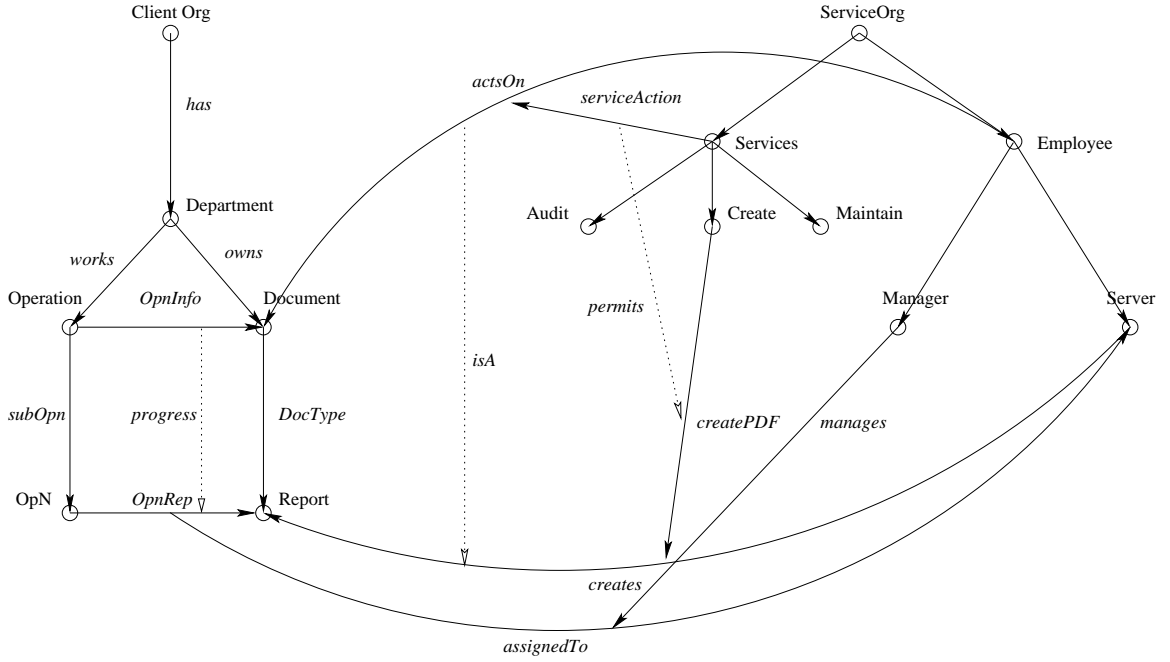 Client Org
ServiceOrg
actsOn
serviceAction
has
Services
Employee
Department
Audit
Create
Maintain
works
owns
Operation
OpnInfo
Document
permits
Manager
Server
isA
subOpn
progress
DocType
createPDF
manages
OpN
OpnRep
Report
creates
assignedTo